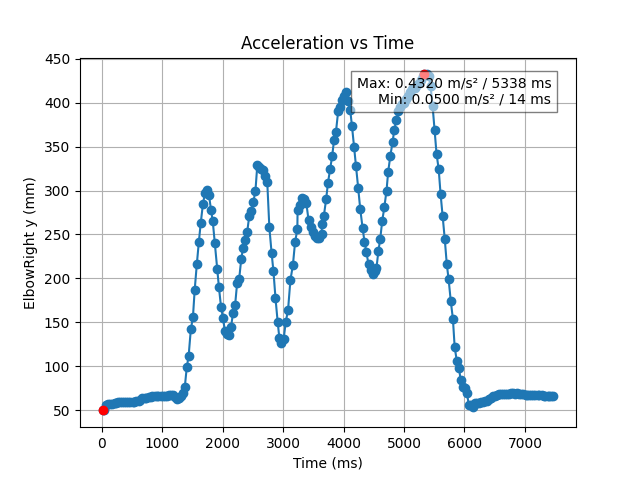 Acceleration vs Time
Max: 0.4320 m/s² / 5338 ms
Min: 0.0500 m/s² / 14 ms
ElbowRight y (mm)
450
400
350
300
250
200
150
100
50
0 1000 2000 3000 4000 5000 6000 7000
Time (ms)